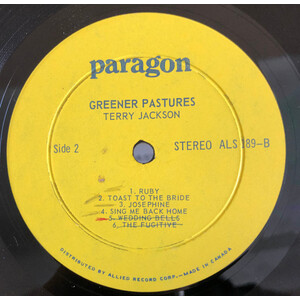 paragon
GREENER PASTURES
TERRY JACKSON
Side 2
STEREO ALS 289-B
1. RUBY
2. TOAST TO THE BRIDE
3. JOSEPHINE
4. SING ME BACK HOME
5. WEDDING BELLS
6. THE FUGITIVE
DISTRIBUTED BY ALLIED RECORD CORP.—MADE IN CANADA